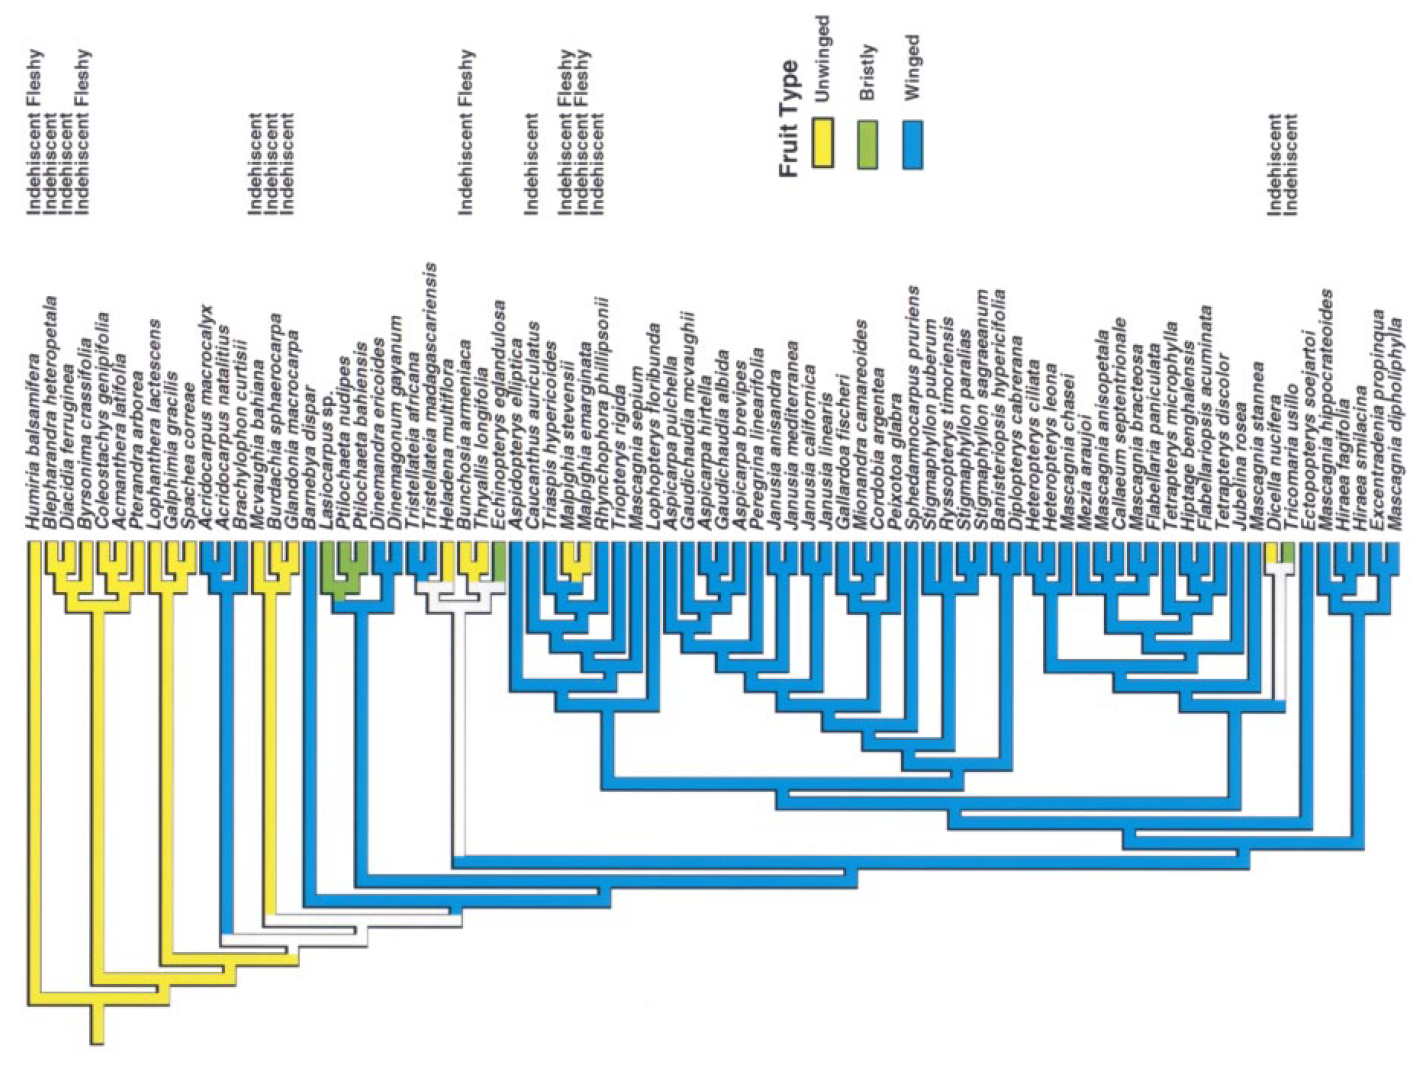 Indehiscent Fleshy
Indehiscent
Indehiscent
Indehiscent Fleshy
Indehiscent
Indehiscent
Indehiscent
Indehiscent Fleshy
Indehiscent
Indehiscent Fleshy
Indehiscent Fleshy
Indehiscent
Indehiscent
Indehiscent
Fruit Type
Unwinged
Bristly
Winged
Humiria balsamifera
Blepharandra heteropetala
Diacidia ferruginea
Byrsonima crassifolia
Coleostachys genipifolia
Acmanthera latifolia
Pterandra arborea
Lophanthera lactescens
Galphimia gracilis
Spachea correae
Acridocarpus macrocalyx
Acridocarpus natalitius
Brachylophon curtisii
Mcvaughia bahiana
Burdachia sphaerocarpa
Glandonia macrocarpa
Barnebya dispar
Lasiocarpus sp.
Ptilochaeta nudipes
Ptilochaeta bahiensis
Dinemandra ericoides
Dinemagonum gayanum
Tristellateia africana
Tristellateia madagascariensis
Heladena multiflora
Bunchosia armeniaca
Thryallis longifolia
Echinopterys eglandulosa
Aspidopterys elliptica
Caucanthus auriculatus
Triaspis hypericoides
Malpighia stevensii
Malpighia emarginata
Rhynchophora phillipsonii
Triopterys rigida
Mascagnia sepium
Lophopterys floribunda
Aspicarpa pulchella
Gaudichaudia mcvaughii
Aspicarpa hirtella
Gaudichaudia albida
Aspicarpa brevipes
Peregrina linearifolia
Janusia anisandra
Janusia mediterranea
Janusia californica
Janusia linearis
Gallardoa fischeri
Mionandra camareoides
Cordobia argentea
Peixotoa glabra
Sphedamnocarpus pruriens
Stigmaphyllon puberum
Ryssopterys timoriensis
Stigmaphyllon paralias
Stigmaphyllon sagraeanum
Banisteriopsis hypericifolia
Diplopterys cabrerana
Heteropterys ciliata
Heteropterys leona
Mascagnia chasei
Mezia araujoi
Mascagnia anisopetala
Callaeum septentrionale
Mascagnia bracteosa
Flabellaria paniculata
Tetrapterys microphylla
Hiptage benghalensis
Flabellariopsis acuminata
Tetrapterys discolor
Jubelina rosea
Mascagnia stannea
Dicella nucifera
Tricomaria usillo
Ectopopterys soejartoi
Mascagnia hippocrateoides
Hiraea fagifolia
Hiraea smilacina
Excentradenia propinqua
Mascagnia dipholiphylla